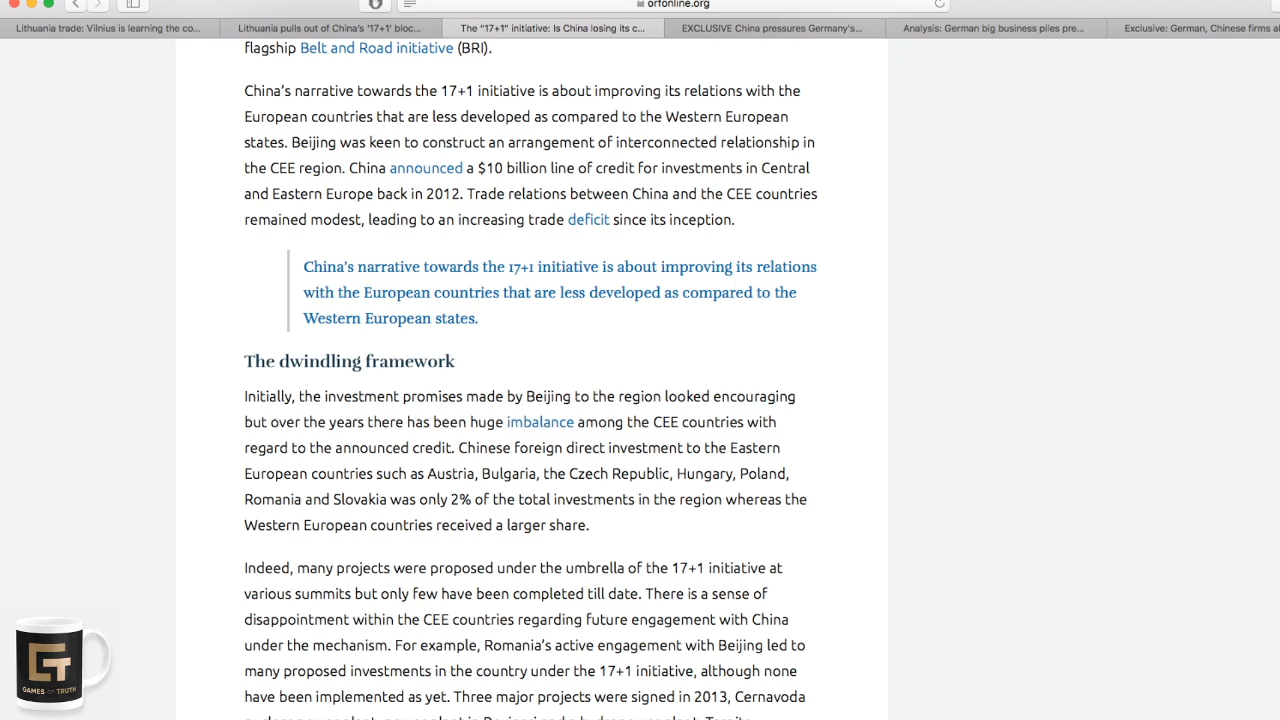 orfonline.org
Lithuania trade: Vilnius is learning the co...
Lithuania pulls out of China's '17+1' bloc...
The "17+1" initiative: Is China losing its c...
EXCLUSIVE China pressures Germany's...
Analysis: German big business piles pre...
Exclusive: German, Chinese firms al
flagship Belt and Road initiative (BRI).
China's narrative towards the 17+1 initiative is about improving its relations with the
European countries that are less developed as compared to the Western European
states. Beijing was keen to construct an arrangement of interconnected relationship in
the CEE region. China announced a $10 billion line of credit for investments in Central
and Eastern Europe back in 2012. Trade relations between China and the CEE countries
remained modest, leading to an increasing trade deficit since its inception.
China's narrative towards the 17+1 initiative is about improving its relations
with the European countries that are less developed as compared to the
Western European states.
The dwindling framework
Initially, the investment promises made by Beijing to the region looked encouraging
but over the years there has been huge imbalance among the CEE countries with
regard to the announced credit. Chinese foreign direct investment to the Eastern
European countries such as Austria, Bulgaria, the Czech Republic, Hungary, Poland,
Romania and Slovakia was only 2% of the total investments in the region whereas the
Western European countries received a larger share.
Indeed, many projects were proposed under the umbrella of the 17+1 initiative at
various summits but only few have been completed till date. There is a sense of
disappointment within the CEE countries regarding future engagement with China
under the mechanism. For example, Romania's active engagement with Beijing led to
many proposed investments in the country under the 17+1 initiative, although none
have been implemented as yet. Three major projects were signed in 2013, Cernavoda
GT
GAMES OF TRUTH